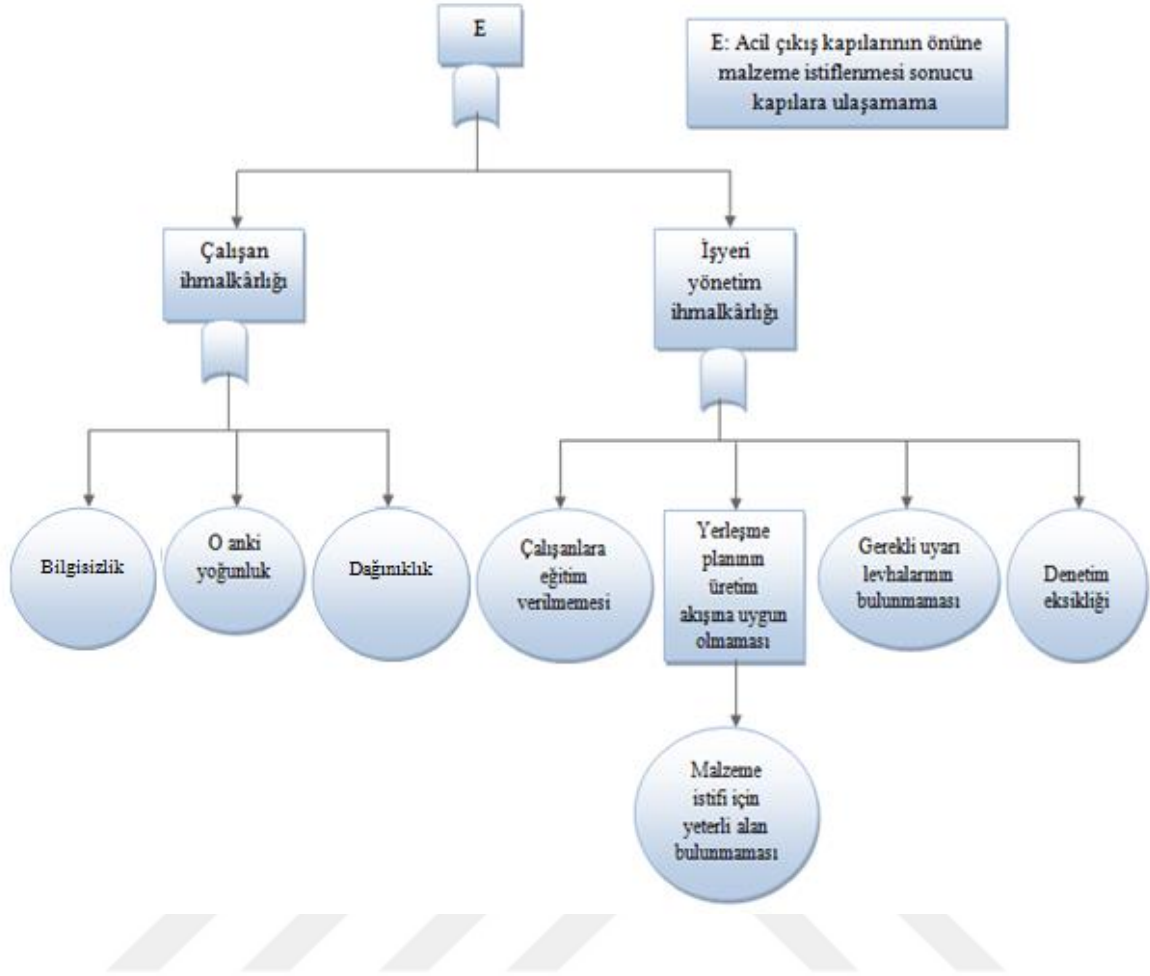 E
E: Acil çıkış kapılarının önüne
malzeme istiflenmesi sonucu
kapılara ulaşamama
Çalışan
ihmalkârlığı
İşyeri
yönetim
ihmalkârlığı
Bilgisizlik
O anki
yoğunluk
Dağınıklık
Çalışanlara
eğitim
verilmemesi
Yerleşme
planının
üretim
akışına uygun
olmaması
Gerekli uyarı
levhalarının
bulunmaması
Denetim
eksikliği
Malzeme
istifi için
yeterli alan
bulunmaması